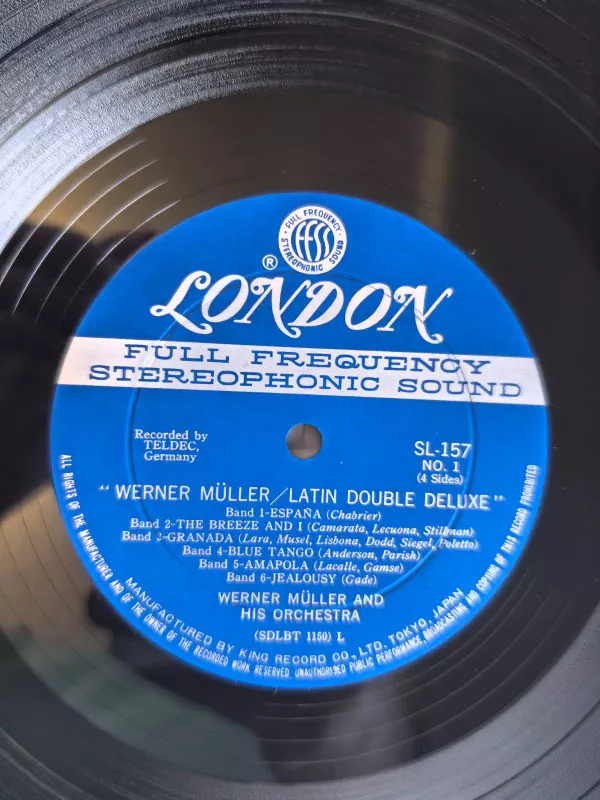 FULL FREQUENCY
ffss
STEREOPHONIC SOUND
®
LONDON
FULL FREQUENCY
STEREOPHONIC SOUND
Recorded by
TELDEC,
Germany
SL-157
NO. 1
(4 Sides)
"WERNER MÜLLER/LATIN DOUBLE DELUXE"
Band 1-ESPAÑA (Chabrier)
Band 2-THE BREEZE AND I (Camarata, Lecuona, Stillman)
Band 3-GRANADA (Lara, Musel, Lisbona, Dodd, Siegel, Poletto)
Band 4-BLUE TANGO (Anderson, Parish)
Band 5-AMAPOLA (Lacalle, Gamse)
Band 6-JEALOUSY (Gade)
WERNER MÜLLER AND
HIS ORCHESTRA
(SDLBT 1150) L
MANUFACTURED BY KING RECORD CO., LTD. TOKYO, JAPAN
ALL RIGHTS OF THE MANUFACTURER AND OF THE OWNER OF THE RECORDED WORK RESERVED UNAUTHORISED PUBLIC PERFORMANCE, BROADCASTING AND COPYING OF THIS RECORD PROHIBITED